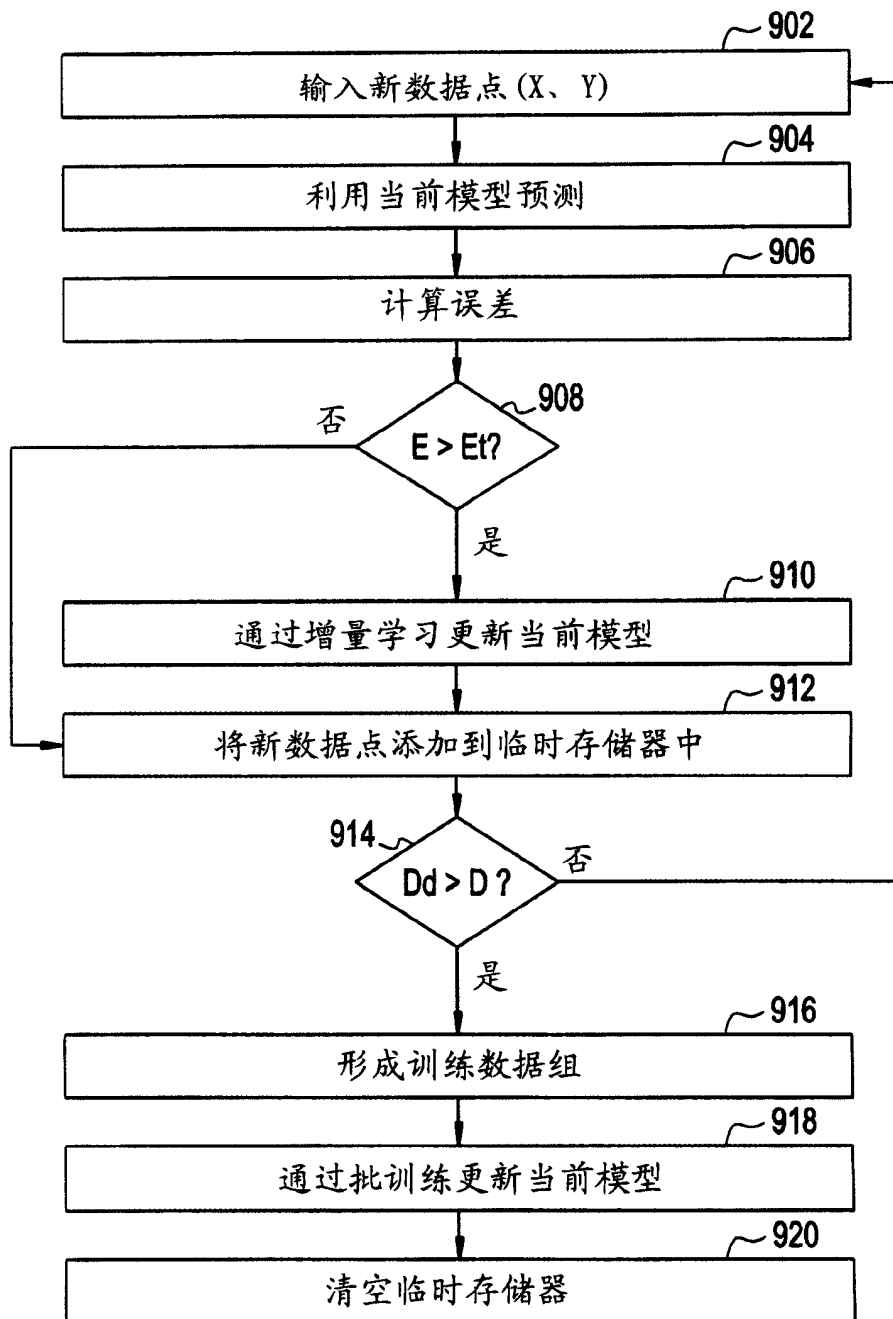 902
输入新数据点(X、Y)
904
利用当前模型预测
906
计算误差
908
否
E > Et?
是
910
通过增量学习更新当前模型
912
将新数据点添加到临时存储器中
914
否
Dd > D ?
是
916
形成训练数据组
918
通过批训练更新当前模型
920
清空临时存储器